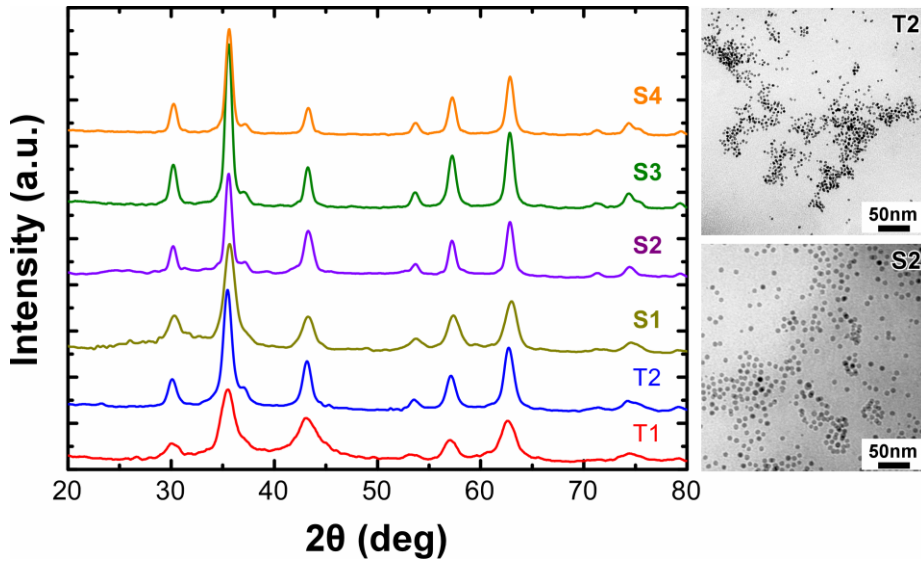 Intensity (a.u.)
S4
S3
S2
S1
T2
T1
20 30 40 50 60 70 80
2θ (deg)
T2
50nm
S2
50nm